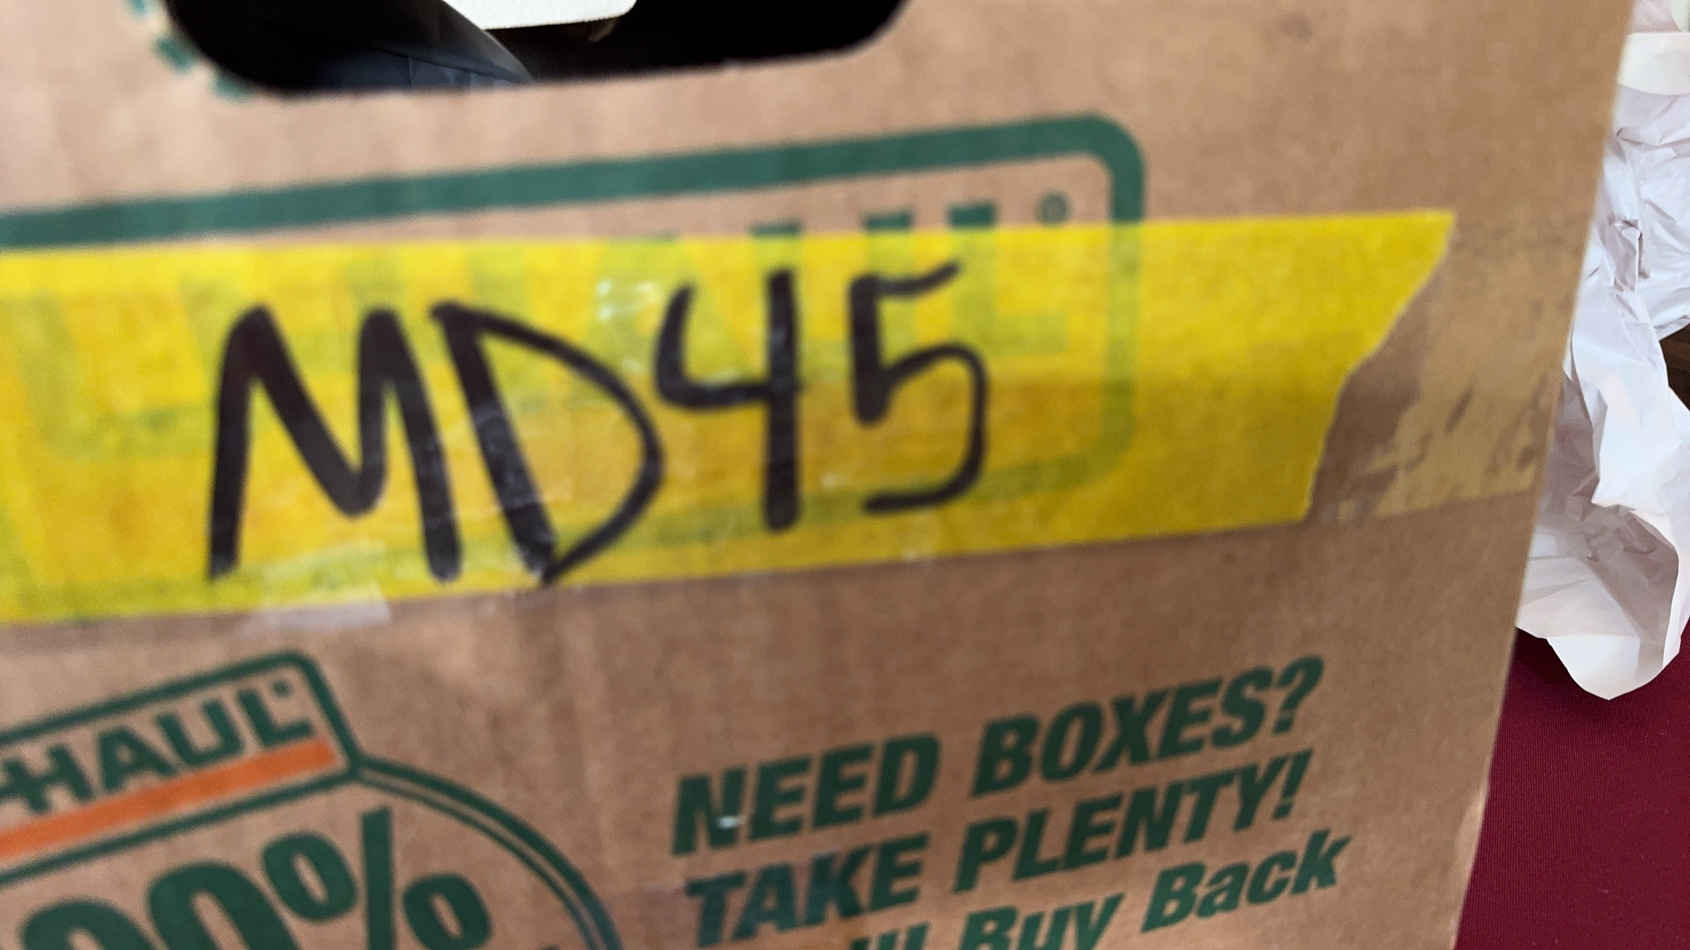 MD45
HAUL
NEED BOXES?
TAKE PLENTY!
Buy Back